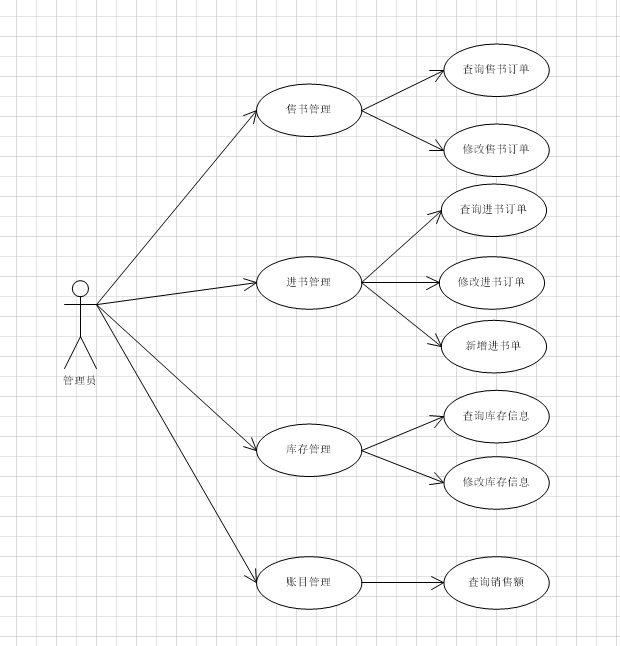 查询售书订单
售书管理
修改售书订单
查询进书订单
进书管理
修改进书订单
新增进书单
管理员
查询库存信息
库存管理
修改库存信息
账目管理
查询销售额